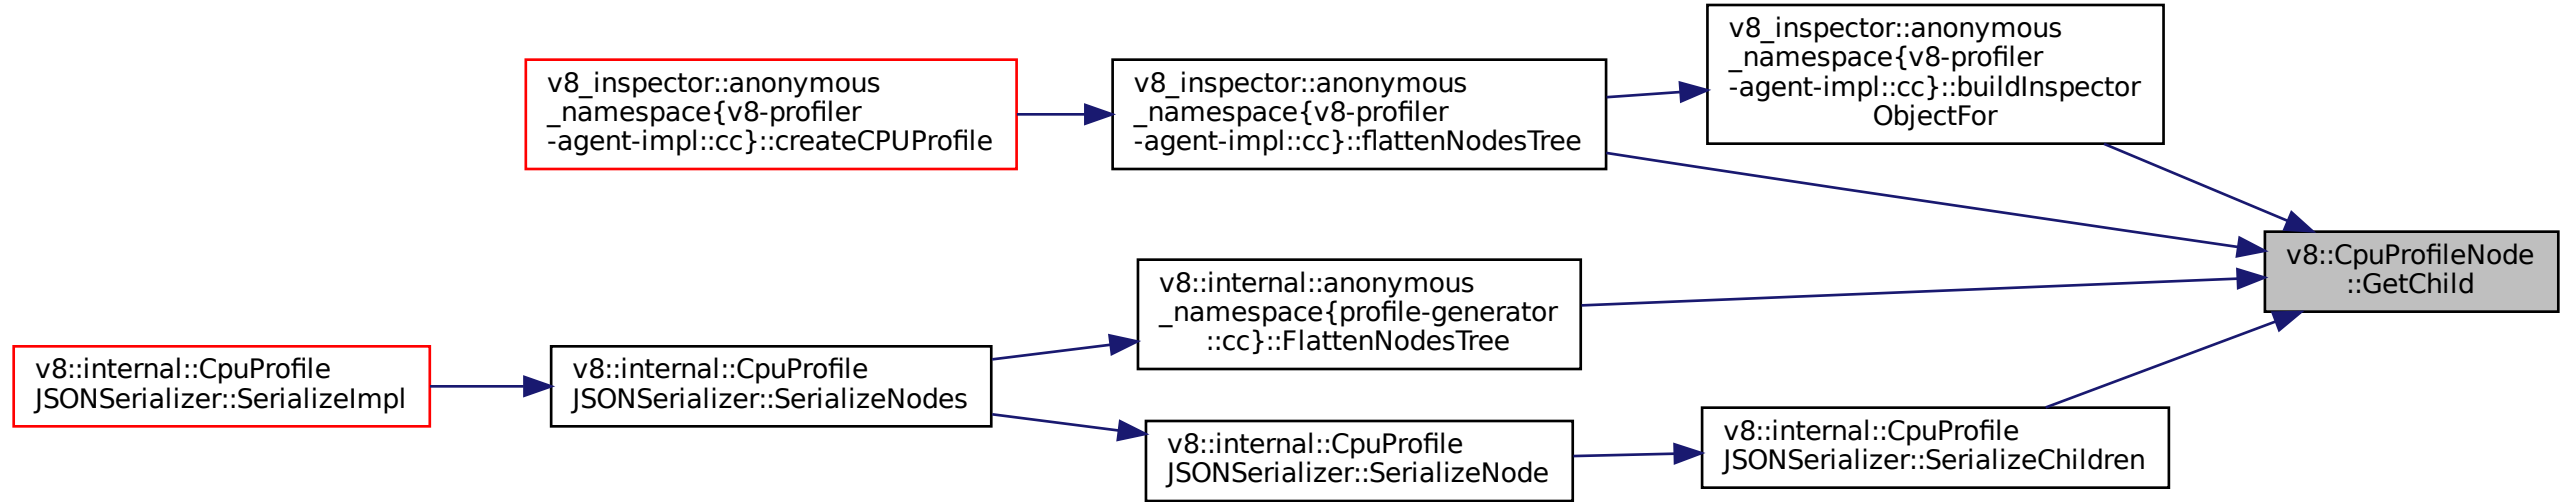 v8_inspector::anonymous
_namespace{v8-profiler
-agent-impl::cc}::buildInspector
ObjectFor
v8_inspector::anonymous
_namespace{v8-profiler
-agent-impl::cc}::createCPUProfile
v8_inspector::anonymous
_namespace{v8-profiler
-agent-impl::cc}::flattenNodesTree
v8::CpuProfileNode
::GetChild
v8::internal::anonymous
_namespace{profile-generator
::cc}::FlattenNodesTree
v8::internal::CpuProfile
JSONSerializer::SerializeImpl
v8::internal::CpuProfile
JSONSerializer::SerializeNodes
v8::internal::CpuProfile
JSONSerializer::SerializeNode
v8::internal::CpuProfile
JSONSerializer::SerializeChildren